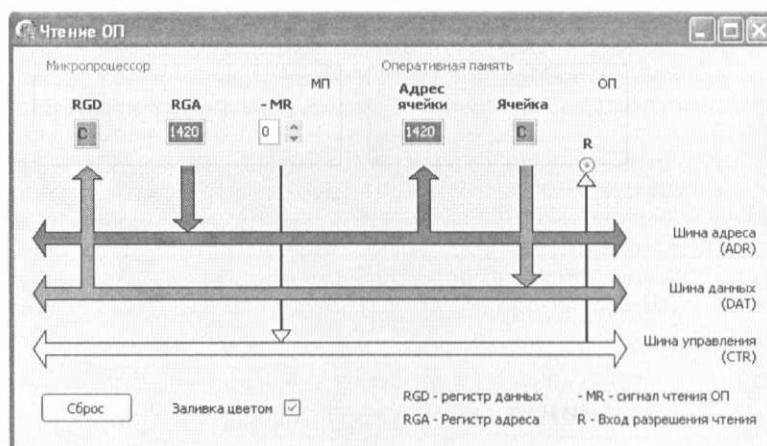 Чтение ОП
Микропроцессор
Оперативная память
МП
ОП
RGD
RGA
- MR
Адрес
ячейки
Ячейка
C
1420
0
1420
C
R
Шина адреса
(ADR)
Шина данных
(DAT)
Шина управления
(CTR)
Сброс
Заливка цветом
RGD - регистр данных
- MR - сигнал чтения ОП
RGA - Регистр адреса
R - Вход разрешения чтения